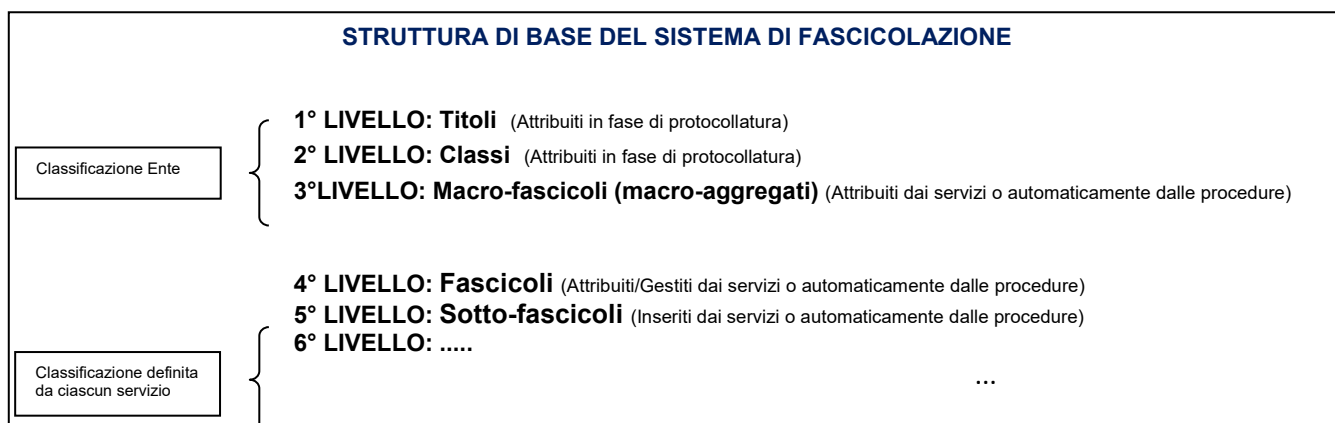 STRUTTURA DI BASE DEL SISTEMA DI FASCICOLAZIONE
1° LIVELLO: Titoli (Attribuiti in fase di protocollatura)
Classificazione Ente
2° LIVELLO: Classi (Attribuiti in fase di protocollatura)
3°LIVELLO: Macro-fascicoli (macro-aggregati) (Attribuiti dai servizi o automaticamente dalle procedure)
4° LIVELLO: Fascicoli (Attribuiti/Gestiti dai servizi o automaticamente dalle procedure)
5° LIVELLO: Sotto-fascicoli (Inseriti dai servizi o automaticamente dalle procedure)
6° LIVELLO: .....
Classificazione definita
da ciascun servizio
...